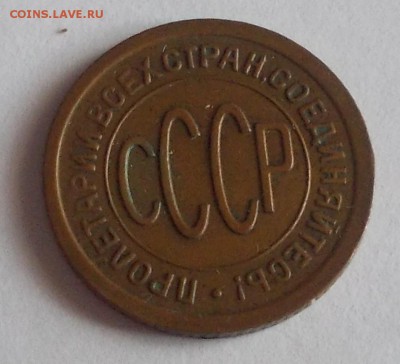 COINS.LAVE.RU
ПРОЛЕТАРИИ ВСЕХ СТРАН, СОЕДИНЯЙТЕСЬ! •
СССР